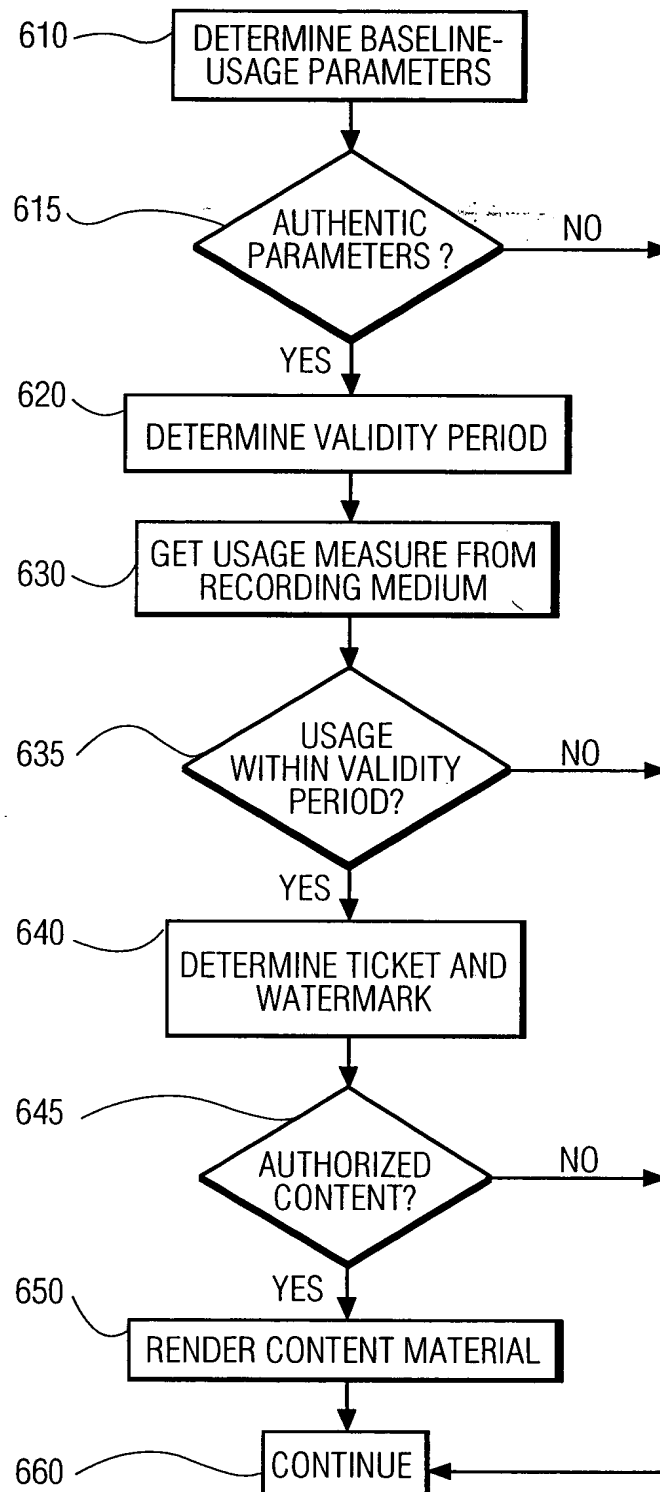 610
DETERMINE BASELINE-
USAGE PARAMETERS
615
AUTHENTIC
PARAMETERS ?
NO
YES
620
DETERMINE VALIDITY PERIOD
630
GET USAGE MEASURE FROM
RECORDING MEDIUM
635
USAGE
WITHIN VALIDITY
PERIOD?
NO
YES
640
DETERMINE TICKET AND
WATERMARK
645
AUTHORIZED
CONTENT?
NO
YES
650
RENDER CONTENT MATERIAL
660
CONTINUE